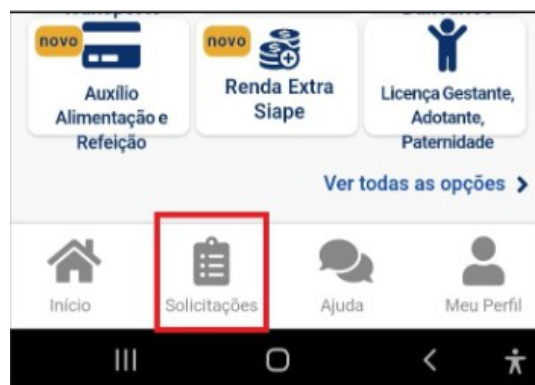 novo
novo
Auxílio
Alimentação e
Refeição
Renda Extra
Siape
Licença Gestante,
Adotante,
Paternidade
Ver todas as opções
Início
Solicitações
Ajuda
Meu Perfil